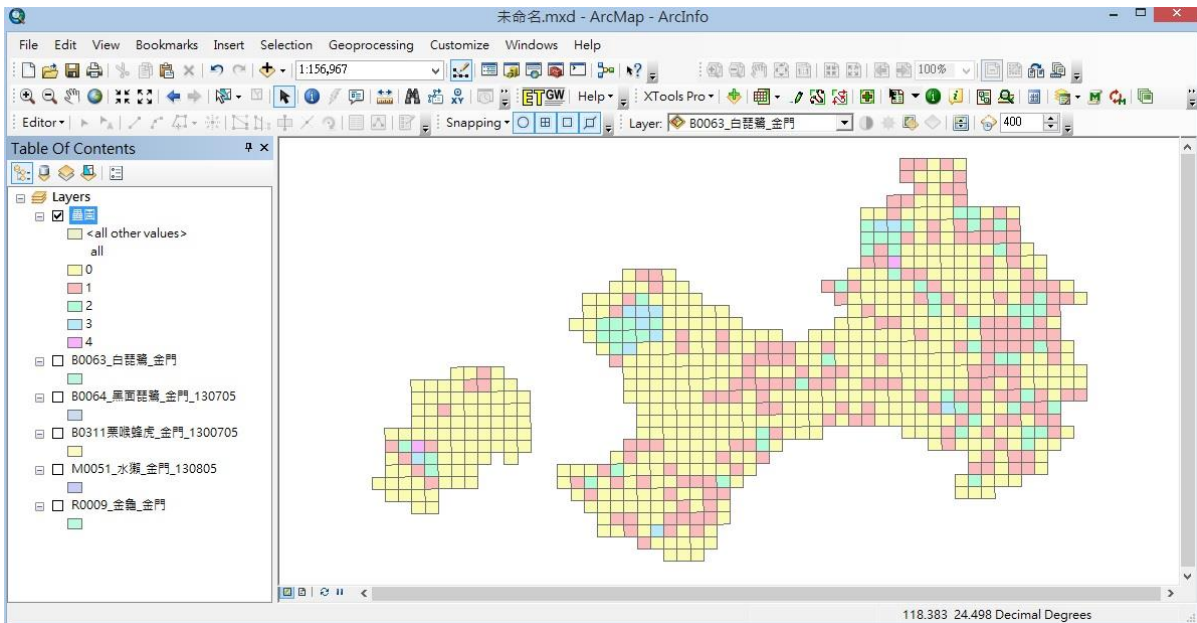 未命名.mxd - ArcMap - ArcInfo
File Edit View Bookmarks Insert Selection Geoprocessing Customize Windows Help
1:156,967
100%
ET GW Help XTools Pro
Editor Snapping Layer: B0063_白琵鷺_金門 400
Table Of Contents
Layers
疊圖
<all other values>
all
0
1
2
3
4
B0063_白琵鷺_金門
B0064_黑面琵鷺_金門_130705
B0311栗喉蜂虎_金門_1300705
M0051_水獺_金門_130805
R0009_金龜_金門
118.383 24.498 Decimal Degrees